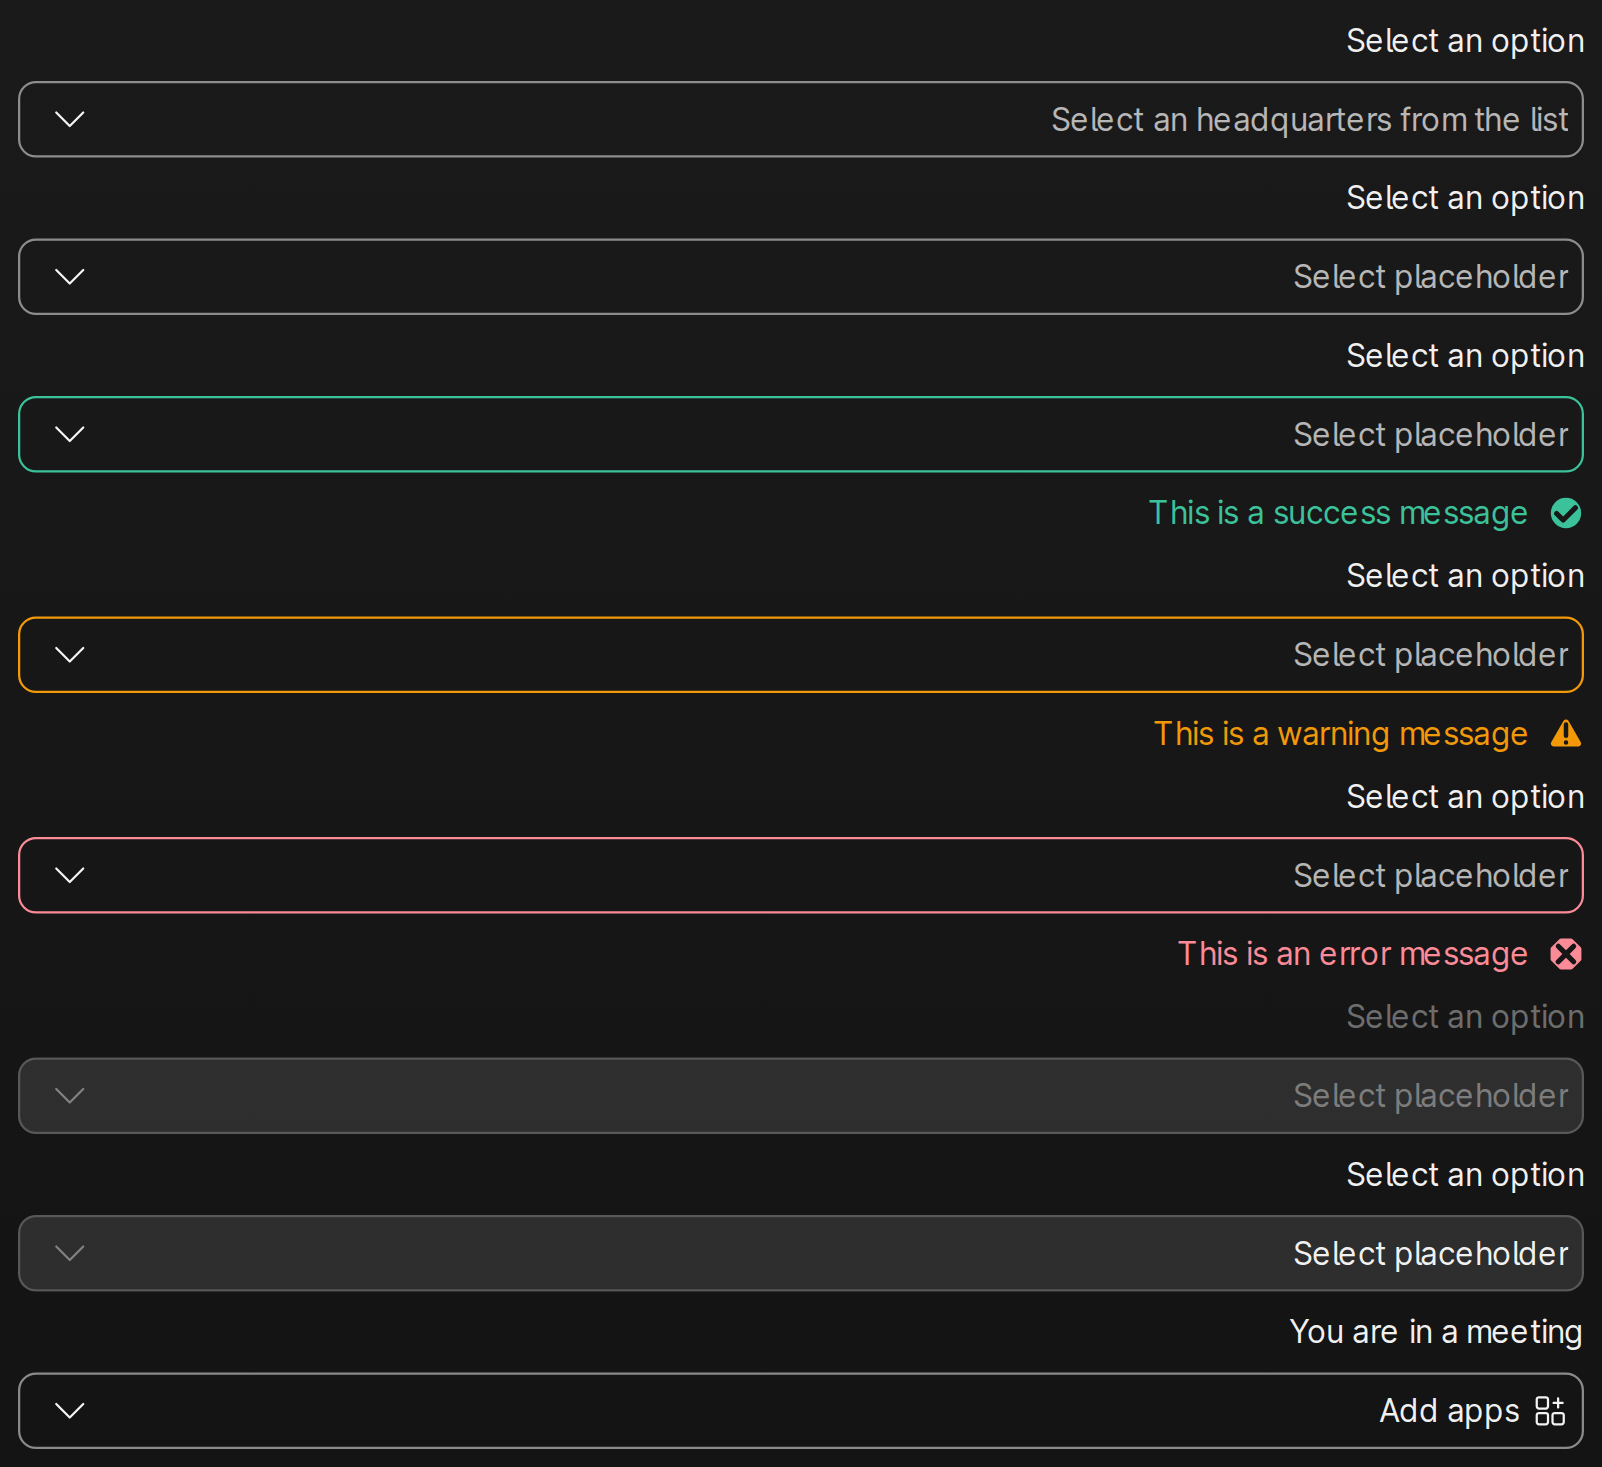 Select an option
Select an headquarters from the list
Select an option
Select placeholder
Select an option
Select placeholder
This is a success message
Select an option
Select placeholder
This is a warning message
Select an option
Select placeholder
This is an error message
Select an option
Select placeholder
Select an option
Select placeholder
You are in a meeting
Add apps